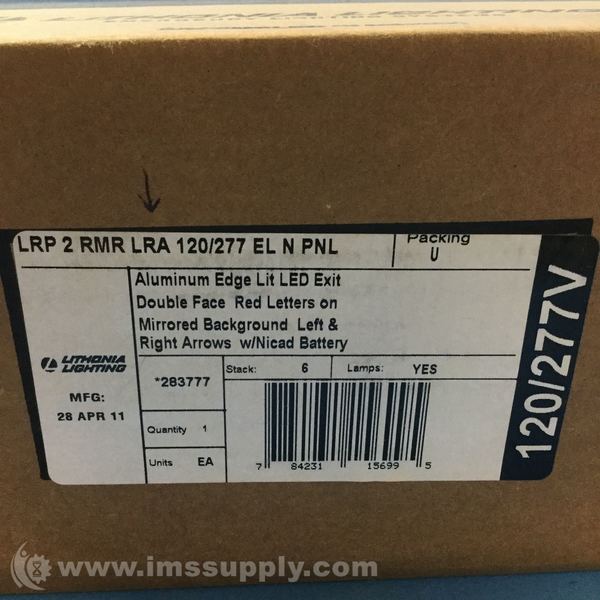 LITHONIA LIGHTING
LRP 2 RMR LRA 120/277 EL N PNL
Packing
U
Aluminum Edge Lit LED Exit
Double Face Red Letters on
Mirrored Background Left &
Right Arrows w/Nicad Battery
LITHONIA
LIGHTING
MFG:
28 APR 11
*283777
Stack: 6
Lamps: YES
Quantity 1
Units EA
7 84231 15699 5
120/277V
www.imssupply.com